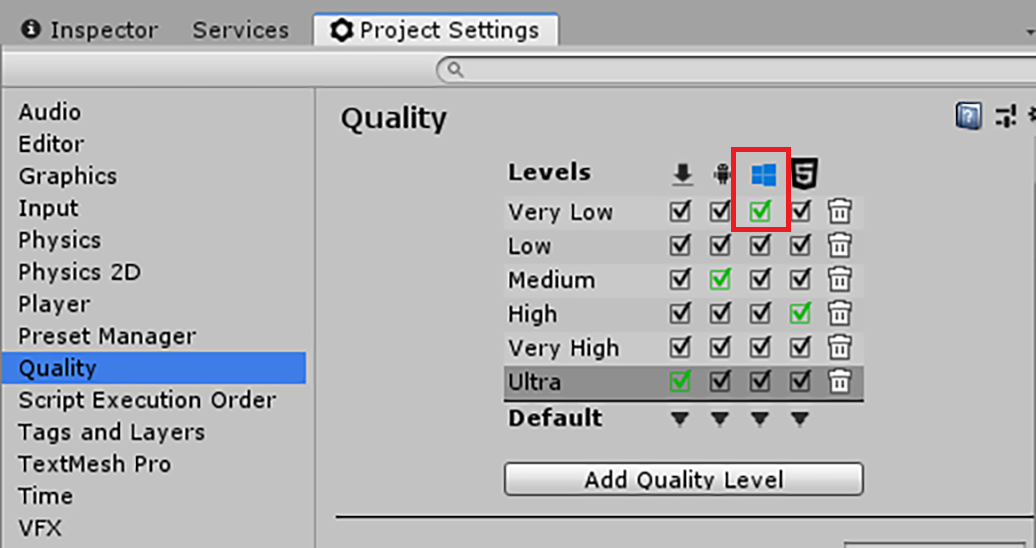 Inspector Services Project Settings
Audio
Editor
Graphics
Input
Physics
Physics 2D
Player
Preset Manager
Quality
Script Execution Order
Tags and Layers
TextMesh Pro
Time
VFX
Quality
Levels
Very Low
Low
Medium
High
Very High
Ultra
Default
Add Quality Level